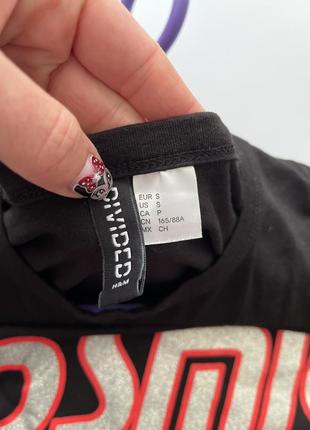 DIVIDED
H&M
EUR S
US S
CA P
CN 165/88A
MX CH